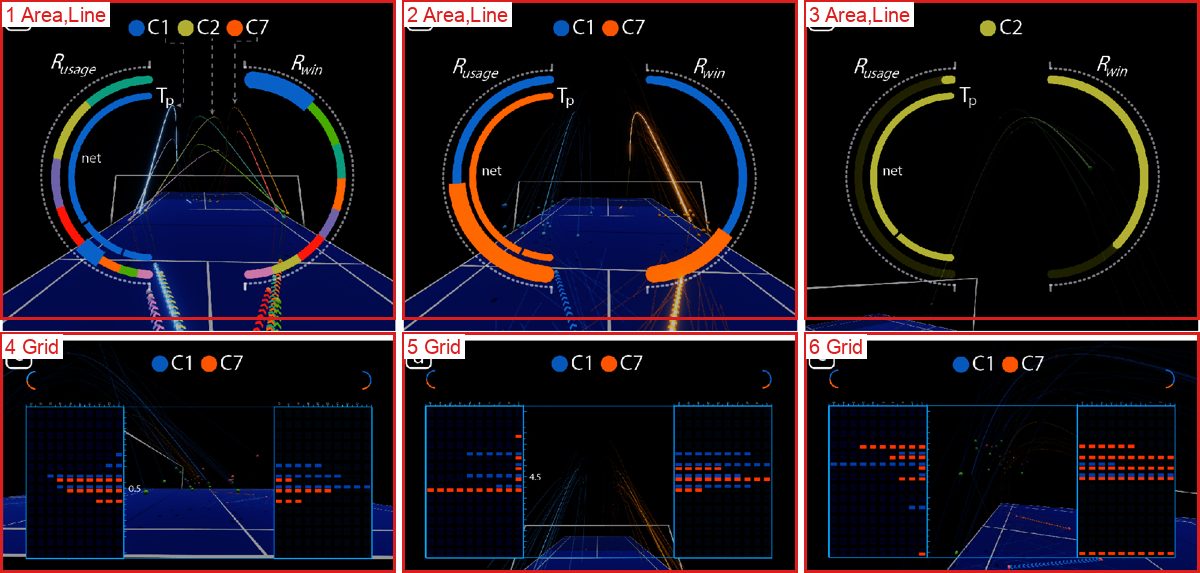 1 Area,Line
C1 C2 C7
Rusage
Rwin
Tp
net
2 Area,Line
C1 C7
Rusage
Rwin
net
3 Area,Line
C2
Rusage
Rwin
Tp
net
4 Grid
C1 C7
0.5
5 Grid
C1 C7
4.5
6 Grid
C1 C7